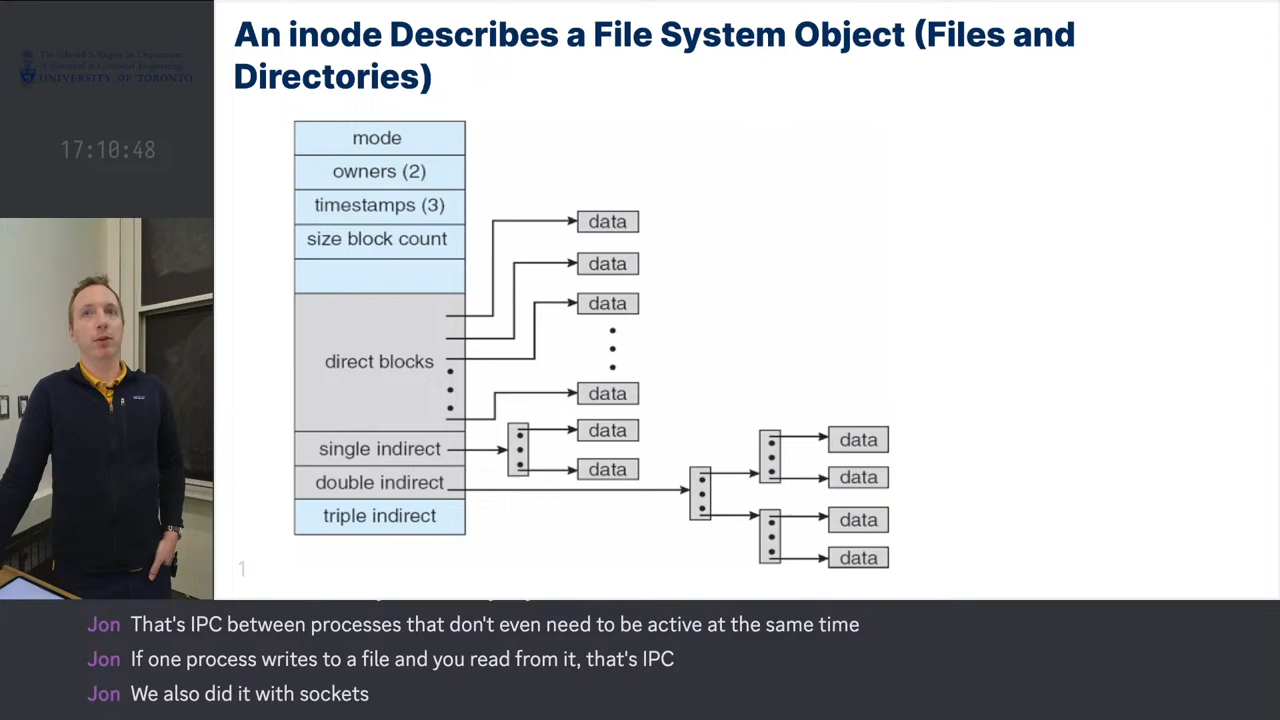 An inode Describes a File System Object (Files and
Directories)
UNIVERSITY OF TORONTO
17:10:48
mode
owners (2)
timestamps (3)
size block count
direct blocks
single indirect
double indirect
triple indirect
data
data
data
data
data
data
data
data
data
data
1
Jon That's IPC between processes that don't even need to be active at the same time
Jon If one process writes to a file and you read from it, that's IPC
Jon We also did it with sockets